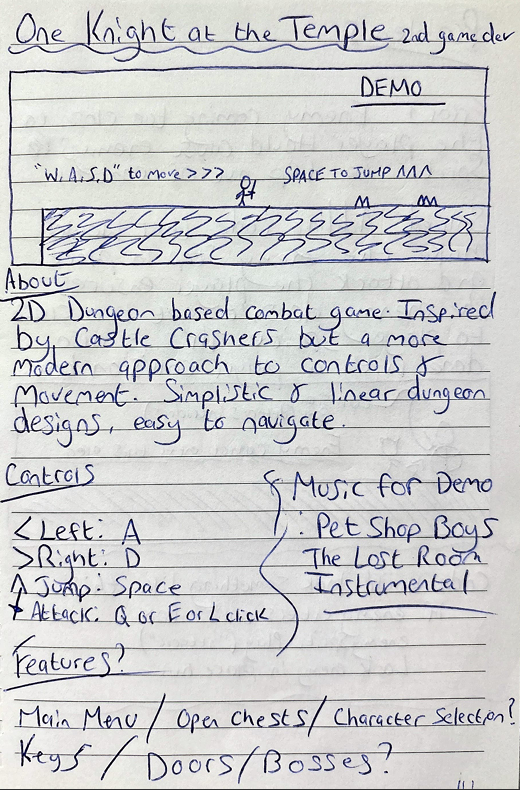 One Knight at the Temple 2nd game dev
DEMO
"W.A.S.D" to move >>> SPACE TO JUMP ^^^
About
2D Dungeon based combat game. Inspired
by Castle Crashers but a more
modern approach to controls &
Movement. Simplistic & linear dungeon
designs, easy to navigate.
Controls
< Left: A
> Right: D
↑ Jump: Space
Attack: Q or E or L click
Music for Demo
: Pet Shop Boys
The Lost Room
Instrumental
Features?
Main Menu / Open Chests / Character Selection?
Keys / Doors / Bosses?